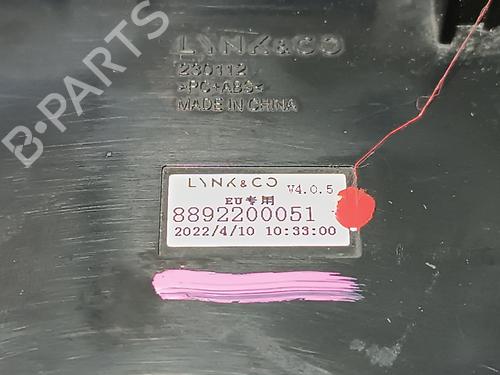 LYNK&CO
230112
>PC+ABS<
MADE IN CHINA
LYNK&CO V4.0.5
EU专用
8892200051
2022/4/10 10:33:00
B-PARTS